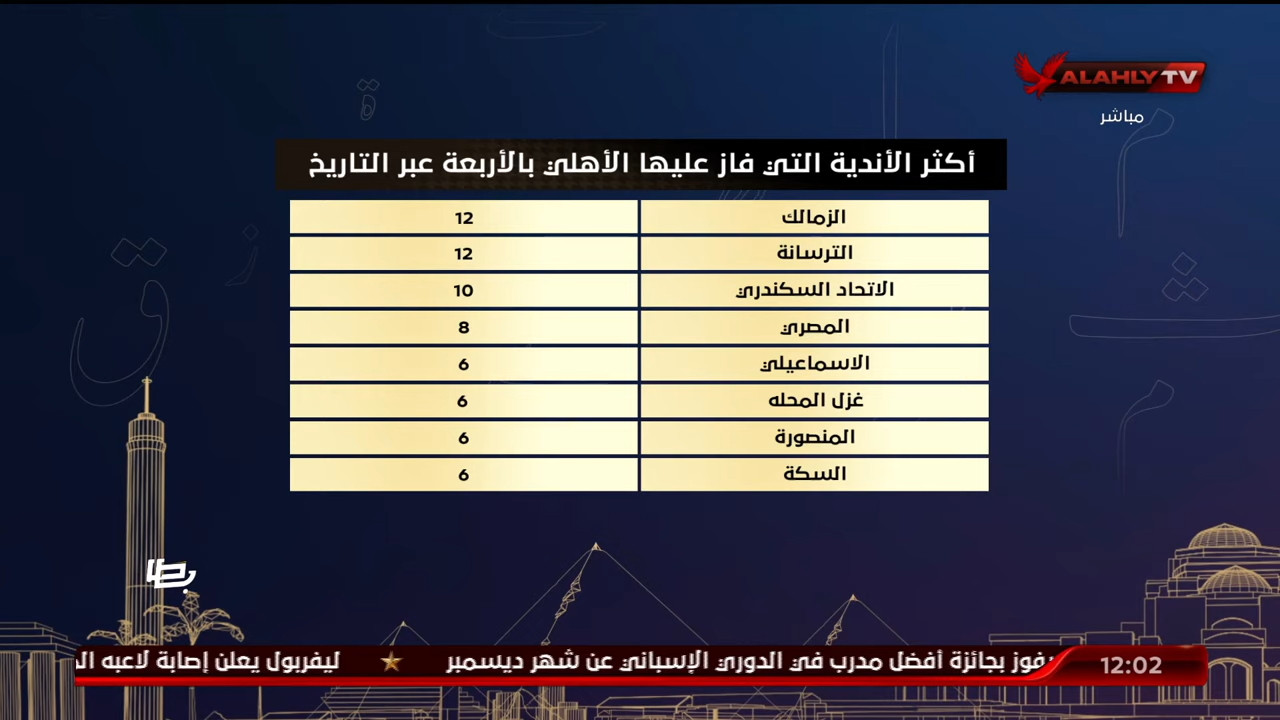 ALAHLY TV
مباشر
أكثر الأندية التي فاز عليها الأهلي بالأربعة عبر التاريخ
الزمالك 12
الترسانة 12
الاتحاد السكندري 10
المصري 8
الاسماعيلي 6
غزل المحله 6
المنصورة 6
السكة 6
12:02
يفوز بجائزة أفضل مدرب في الدوري الإسباني عن شهر ديسمبر ★ ليفربول يعلن إصابة لاعبه